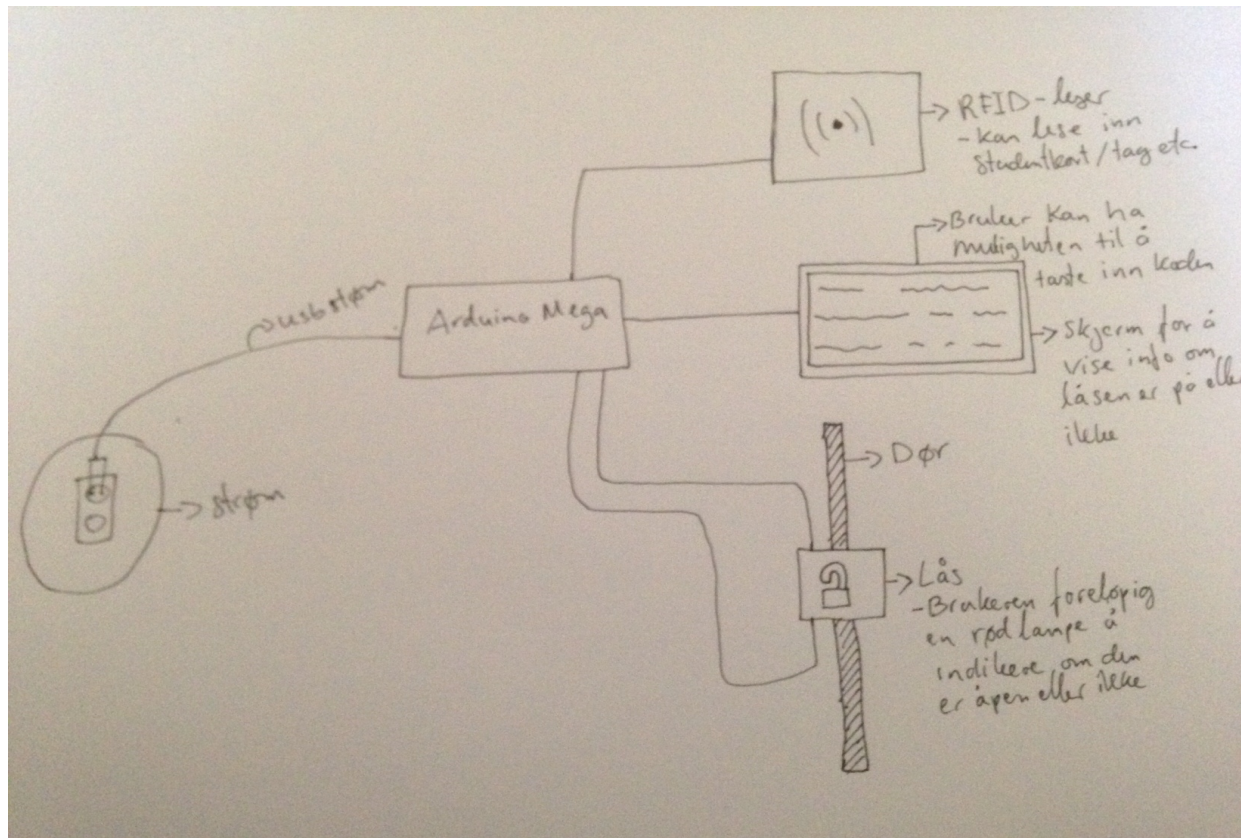 RFID-leser
- kan lese inn
studentkort/tag etc.
Bruker kan ha
muligheten til å
taste inn koden
usb strøm
Arduino Mega
Skjerm for å
vise info om
låsen er på eller
ikke
Dør
strøm
Lås
- Brukeren foreløpig
en rød lampe å
indikere om den
er åpen eller ikke